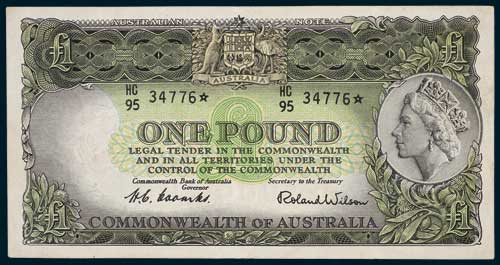 AUSTRALIAN NOTE
£1 £1
AUSTRALIA
HC 95 34776☆ HC 95 34776☆
ONE POUND
LEGAL TENDER IN THE COMMONWEALTH
AND IN ALL TERRITORIES UNDER THE
CONTROL OF THE COMMONWEALTH
Commonwealth Bank of Australia Secretary to the Treasury
Governor
H.C. Coombs Roland Wilson
£1 £1
COMMONWEALTH OF AUSTRALIA